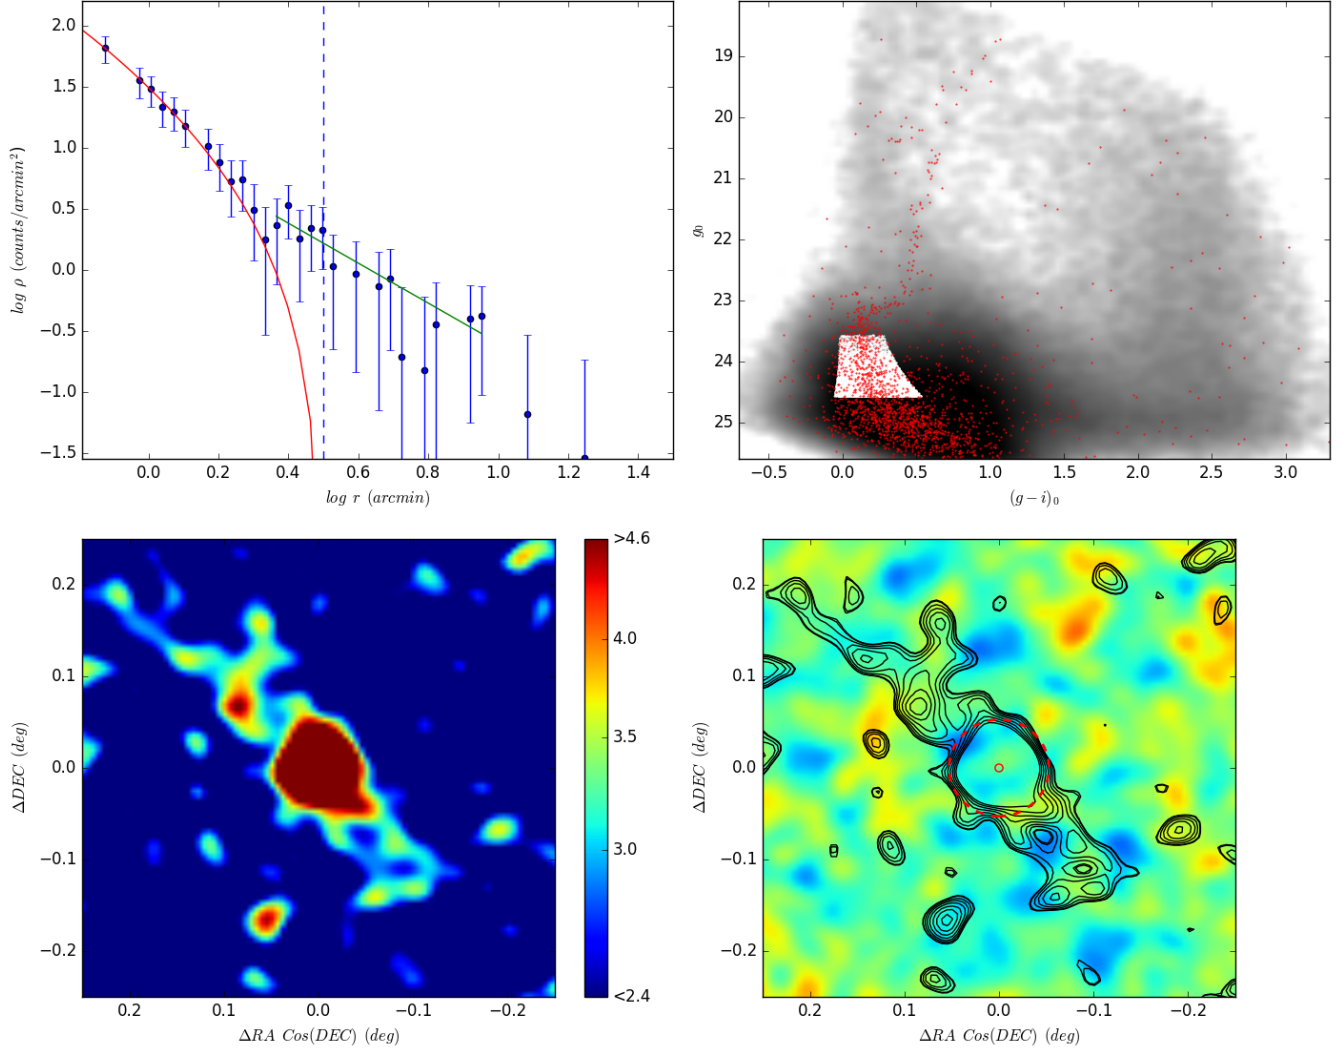 2.0
1.5
1.0
0.5
0.0
−0.5
−1.0
−1.5
log ρ (counts/arcmin²)
0.0 0.2 0.4 0.6 0.8 1.0 1.2 1.4
log r (arcmin)
19
20
21
22
23
24
25
g₀
−0.5 0.0 0.5 1.0 1.5 2.0 2.5 3.0
(g − i)₀
0.2
0.1
0.0
−0.1
−0.2
ΔDEC (deg)
0.2 0.1 0.0 −0.1 −0.2
ΔRA Cos(DEC) (deg)
>4.6
4.0
3.5
3.0
<2.4
0.2
0.1
0.0
−0.1
−0.2
ΔDEC (deg)
0.2 0.1 0.0 −0.1 −0.2
ΔRA Cos(DEC) (deg)